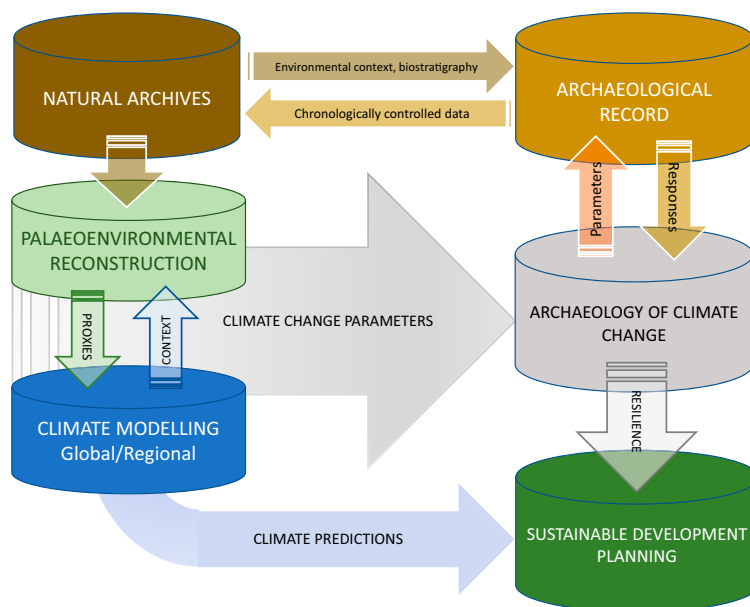 NATURAL ARCHIVES
Environmental context, biostratigraphy
Chronologically controlled data
ARCHAEOLOGICAL
RECORD
Parameters
Responses
PALAEOENVIRONMENTAL
RECONSTRUCTION
PROXIES
CONTEXT
CLIMATE CHANGE PARAMETERS
ARCHAEOLOGY OF CLIMATE
CHANGE
CLIMATE MODELLING
Global/Regional
RESILIENCE
CLIMATE PREDICTIONS
SUSTAINABLE DEVELOPMENT
PLANNING